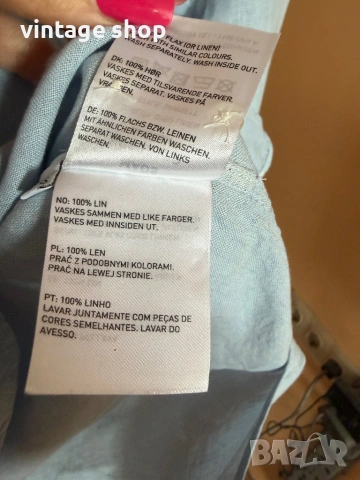 vintage shop
FLAX (OR LINEN)
WITH SIMILAR COLOURS.
WASH SEPARATELY. WASH INSIDE OUT.
DK: 100% HØR
VASKES MED TILSVARENDE FARVER.
VASKES SEPARAT. VASKES PÅ
VRANGEN.
DE: 100% FLACHS BZW. LEINEN
MIT ÄHNLICHEN FARBEN WASCHEN.
SEPARAT WASCHEN. VON LINKS
WASCHEN.
NO: 100% LIN
VASKES SAMMEN MED LIKE FARGER.
VASKES MED INNSIDEN UT.
PL: 100% LEN
PRAĆ Z PODOBNYMI KOLORAMI.
PRAĆ NA LEWEJ STRONIE.
PT: 100% LINHO
LAVAR JUNTAMENTE COM PEÇAS DE
CORES SEMELHANTES. LAVAR DO
AVESSO.
BAZAR